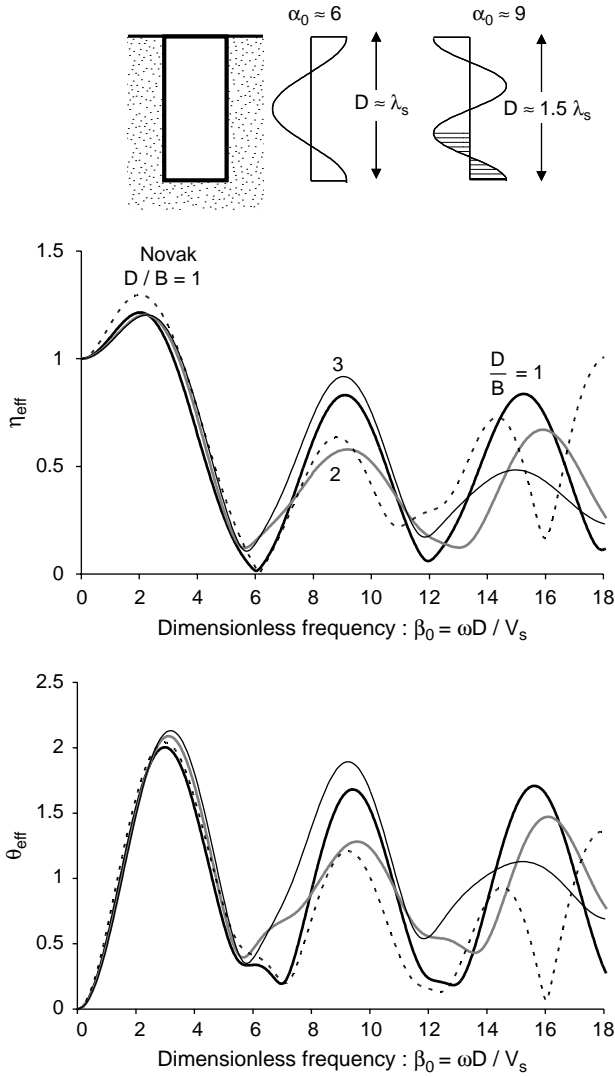 α₀ ≈ 6
α₀ ≈ 9
D ≈ λₛ
D ≈ 1.5 λₛ
1.5
1
0.5
0
η_eff
Novak
D / B = 1
3
2
D/B = 1
0 2 4 6 8 10 12 14 16 18
Dimensionless frequency : β₀ = ωD / Vₛ
2.5
2
1.5
1
0.5
0
θ_eff
0 2 4 6 8 10 12 14 16 18
Dimensionless frequency : β₀ = ωD / Vₛ